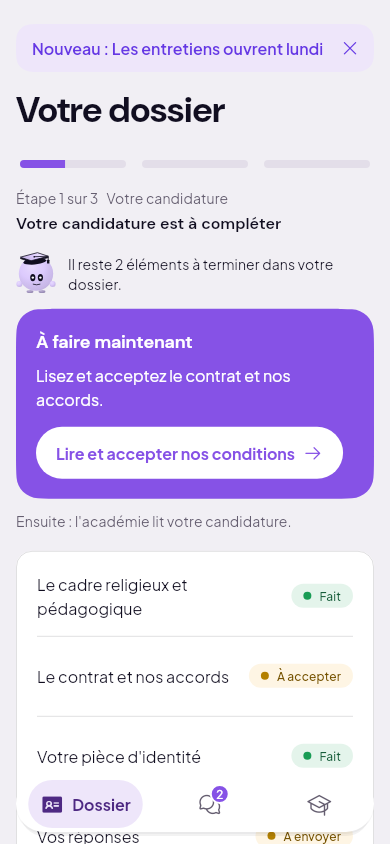 Nouveau : Les entretiens ouvrent lundi
Votre dossier
Étape 1 sur 3 Votre candidature
Votre candidature est à compléter
Il reste 2 éléments à terminer dans votre
dossier.
À faire maintenant
Lisez et acceptez le contrat et nos
accords.
Lire et accepter nos conditions
Ensuite : l'académie lit votre candidature.
Le cadre religieux et
pédagogique
Fait
Le contrat et nos accords
À accepter
Votre pièce d'identité
Fait
2
Dossier
Vos réponses
À envoyer